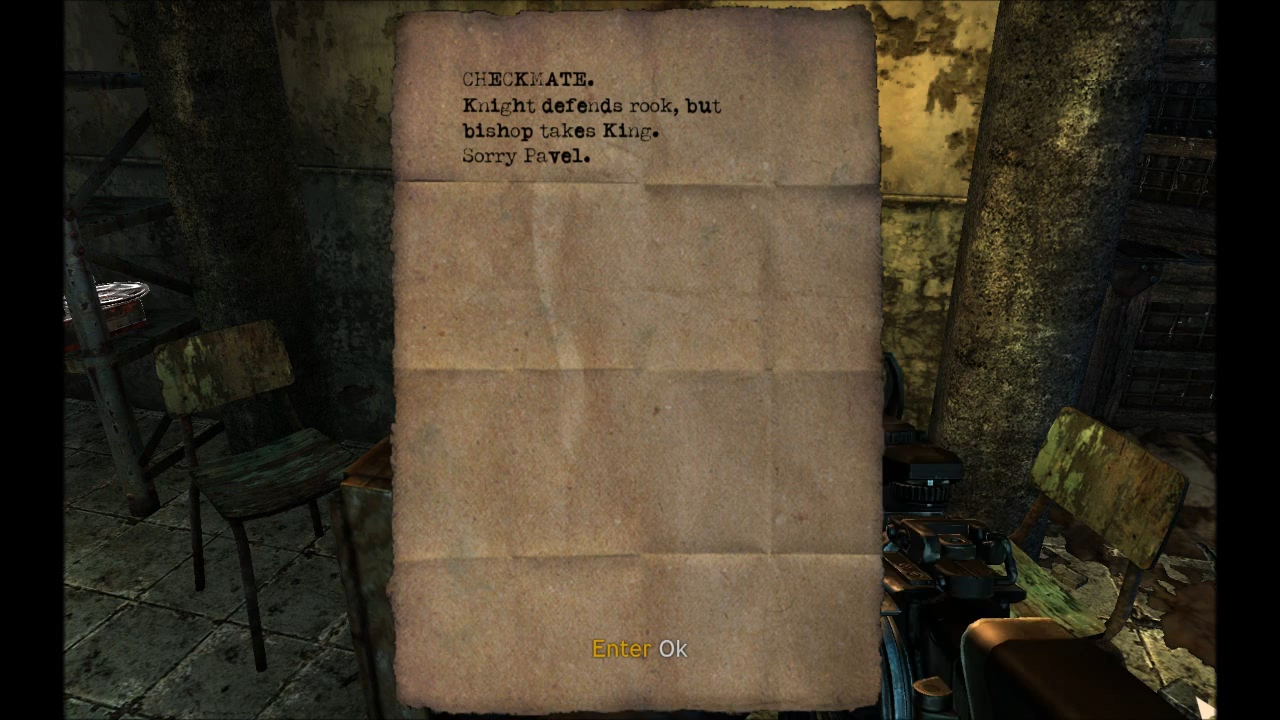 CHECKMATE.
Knight defends rook, but
bishop takes King.
Sorry Pavel.
Enter Ok